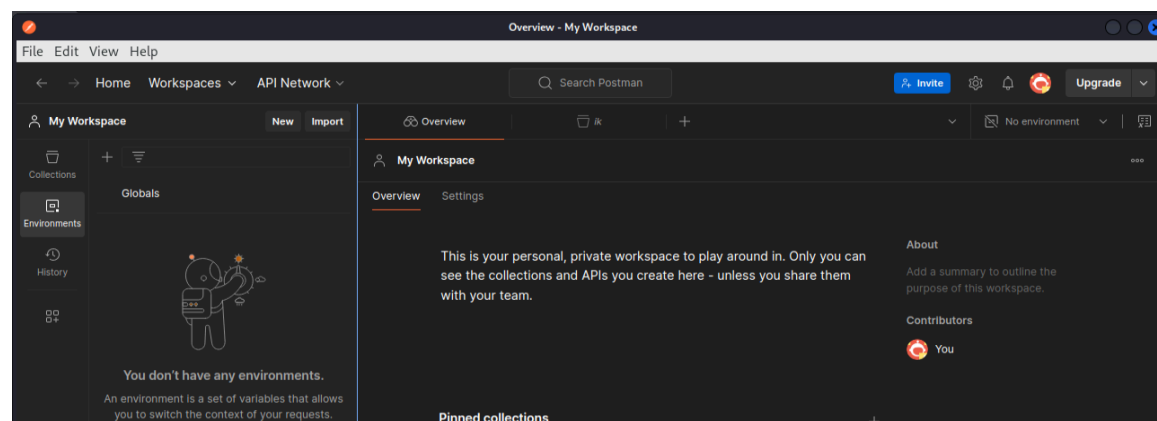 Overview - My Workspace
File Edit View Help
Home Workspaces API Network Search Postman Invite Upgrade
My Workspace New Import Overview ik No environment
Collections
Environments
History
Globals
You don't have any environments.
An environment is a set of variables that allows
you to switch the context of your requests.
My Workspace
Overview Settings
This is your personal, private workspace to play around in. Only you can
see the collections and APIs you create here - unless you share them
with your team.
Pinned collections
About
Add a summary to outline the
purpose of this workspace.
Contributors
You